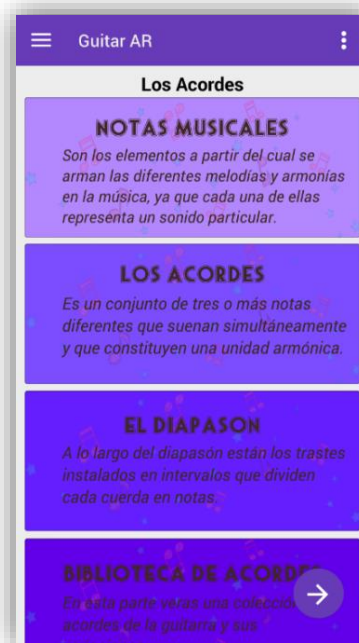 Guitar AR
Los Acordes
NOTAS MUSICALES
Son los elementos a partir del cual se
arman las diferentes melodías y armonías
en la música, ya que cada una de ellas
representa un sonido particular.
LOS ACORDES
Es un conjunto de tres o más notas
diferentes que suenan simultáneamente
y que constituyen una unidad armónica.
EL DIAPASON
A lo largo del diapasón están los trastes
instalados en intervalos que dividen
cada cuerda en notas.
BIBLIOTECA DE ACORDE
En esta parte veras una colecció
acordes de la guitarra y sus